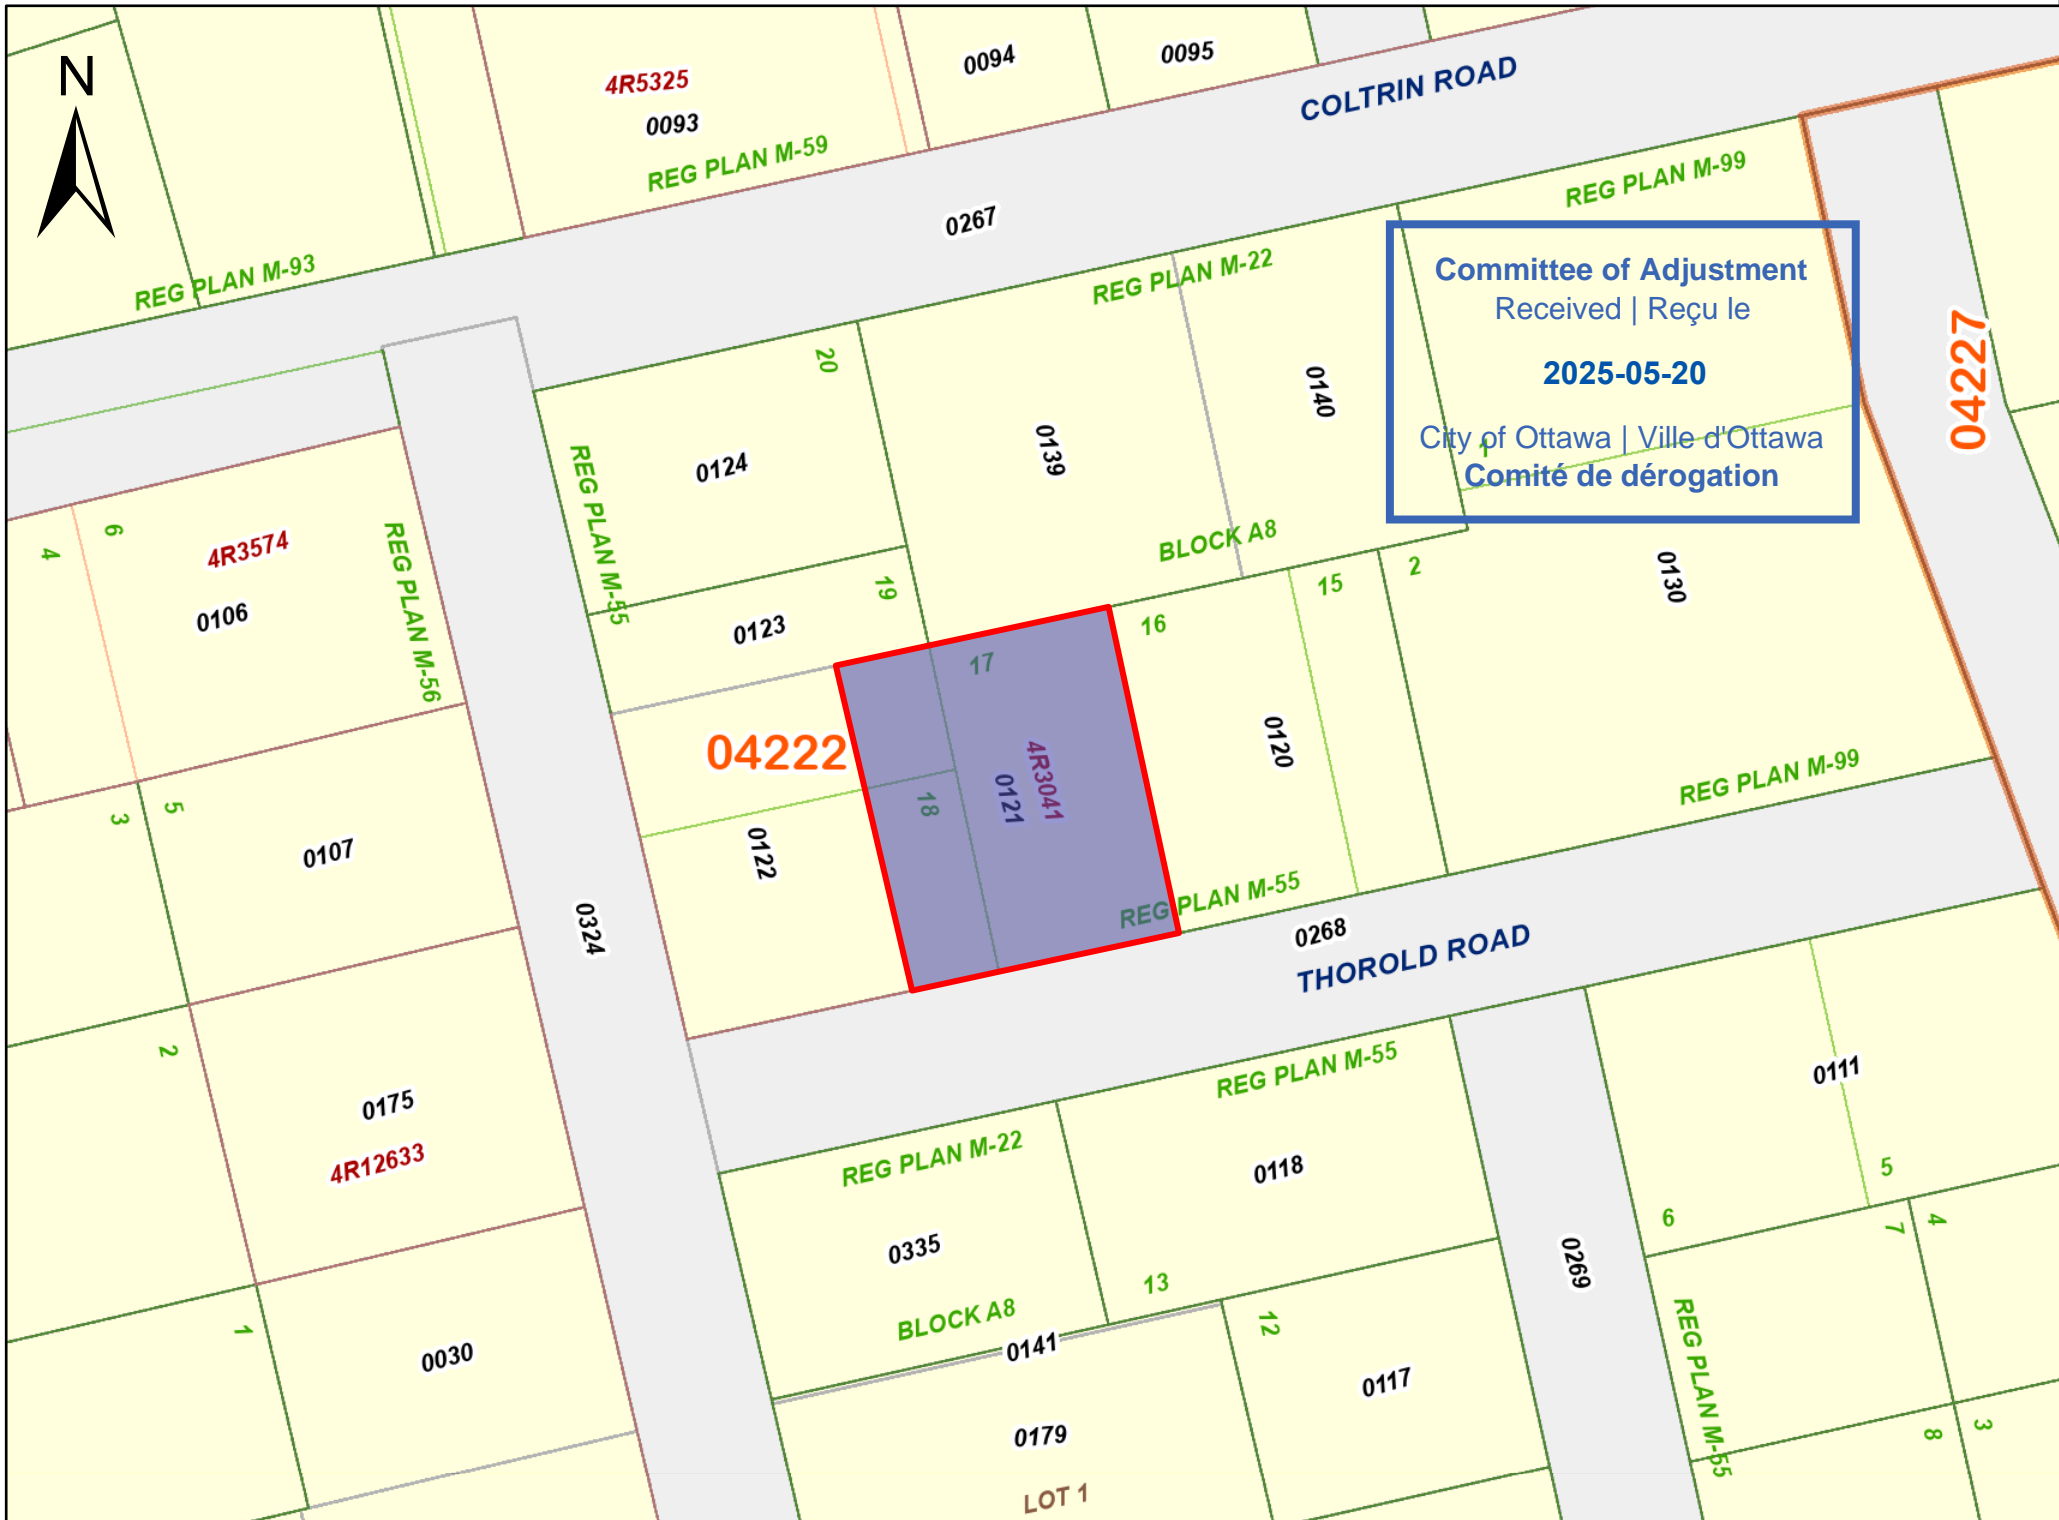 N
4R5325
0093
0094
0095
COLTRIN ROAD
REG PLAN M-59
REG PLAN M-99
0267
REG PLAN M-93
REG PLAN M-22
Committee of Adjustment
Received | Reçu le
2025-05-20
City of Ottawa | Ville d'Ottawa
Comité de dérogation
04227
20
0140
0124
0139
1
REG PLAN M-55
4
6
4R3574
REG PLAN M-56
BLOCK A8
0106
19
15
2
0130
0123
16
17
04222
0120
4R3041
0121
18
REG PLAN M-99
3
5
0107
0122
REG PLAN M-55
0324
0268
THOROLD ROAD
2
REG PLAN M-55
0111
0175
REG PLAN M-22
4R12633
0118
5
6
7
4
0335
0269
13
1
BLOCK A8
12
0141
0030
REG PLAN M-55
0117
0179
8
3
LOT 1